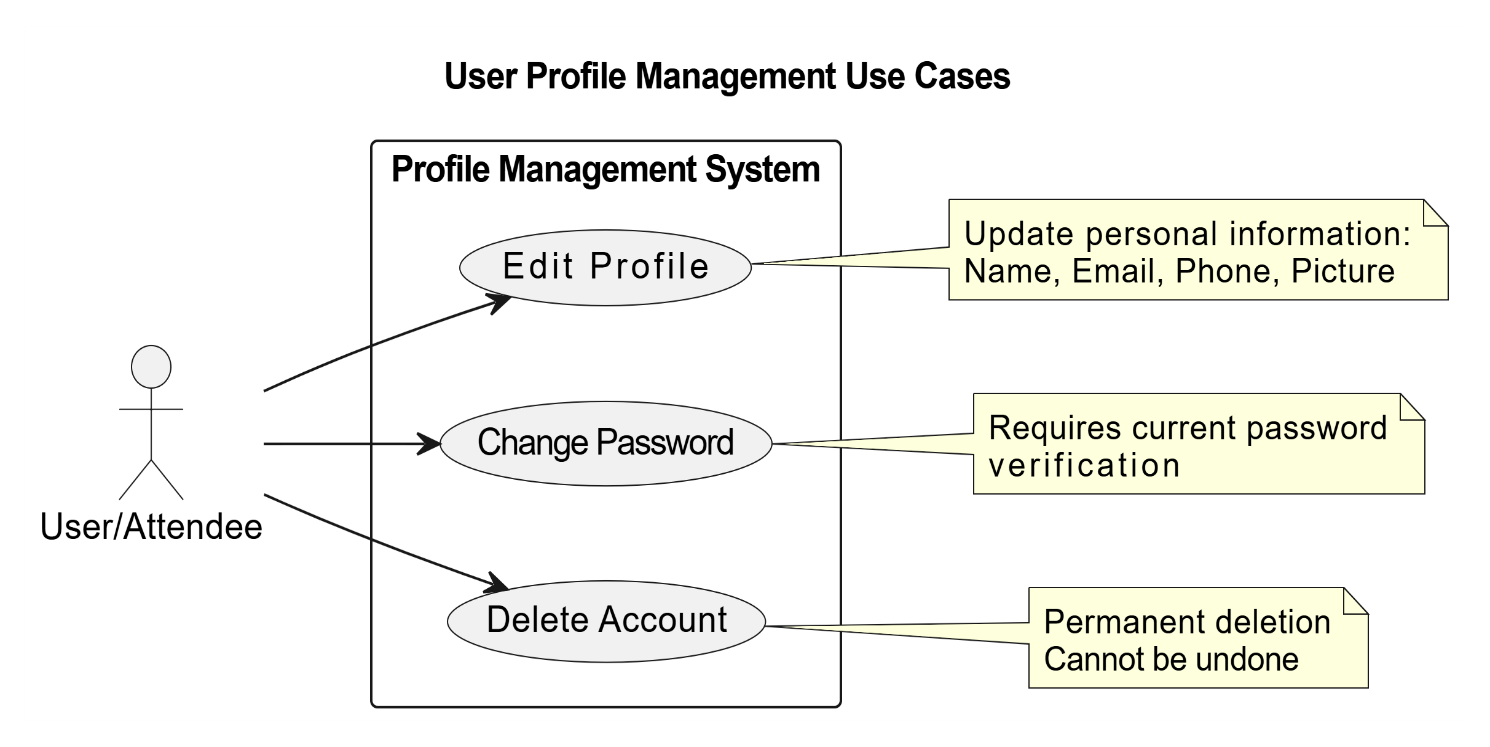 User Profile Management Use Cases
Profile Management System
Edit Profile
Update personal information:
Name, Email, Phone, Picture
User/Attendee
Change Password
Requires current password
verification
Delete Account
Permanent deletion
Cannot be undone